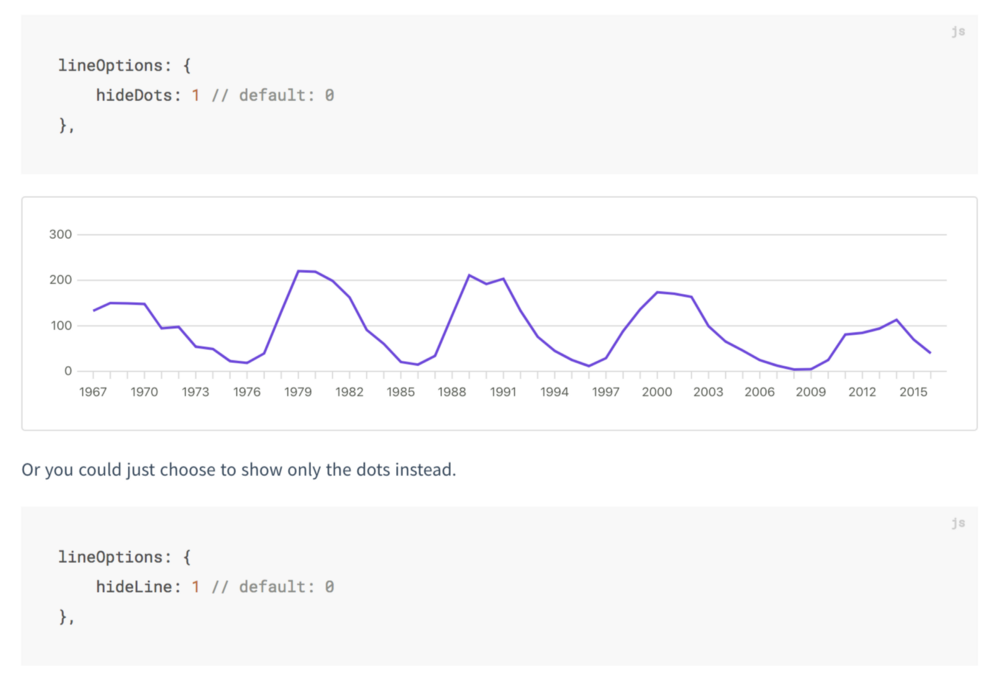 js
lineOptions: {
    hideDots: 1 // default: 0
},
300
200
100
0
1967 1970 1973 1976 1979 1982 1985 1988 1991 1994 1997 2000 2003 2006 2009 2012 2015
Or you could just choose to show only the dots instead.
js
lineOptions: {
    hideLine: 1 // default: 0
},